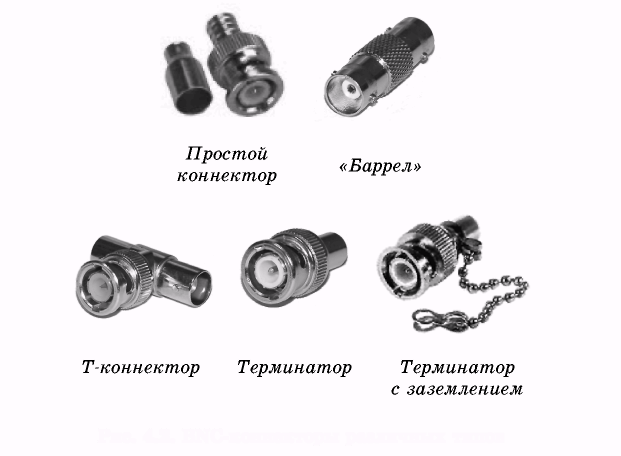 Простой
коннектор
«Баррел»
Т-коннектор
Терминатор
Терминатор
с заземлением